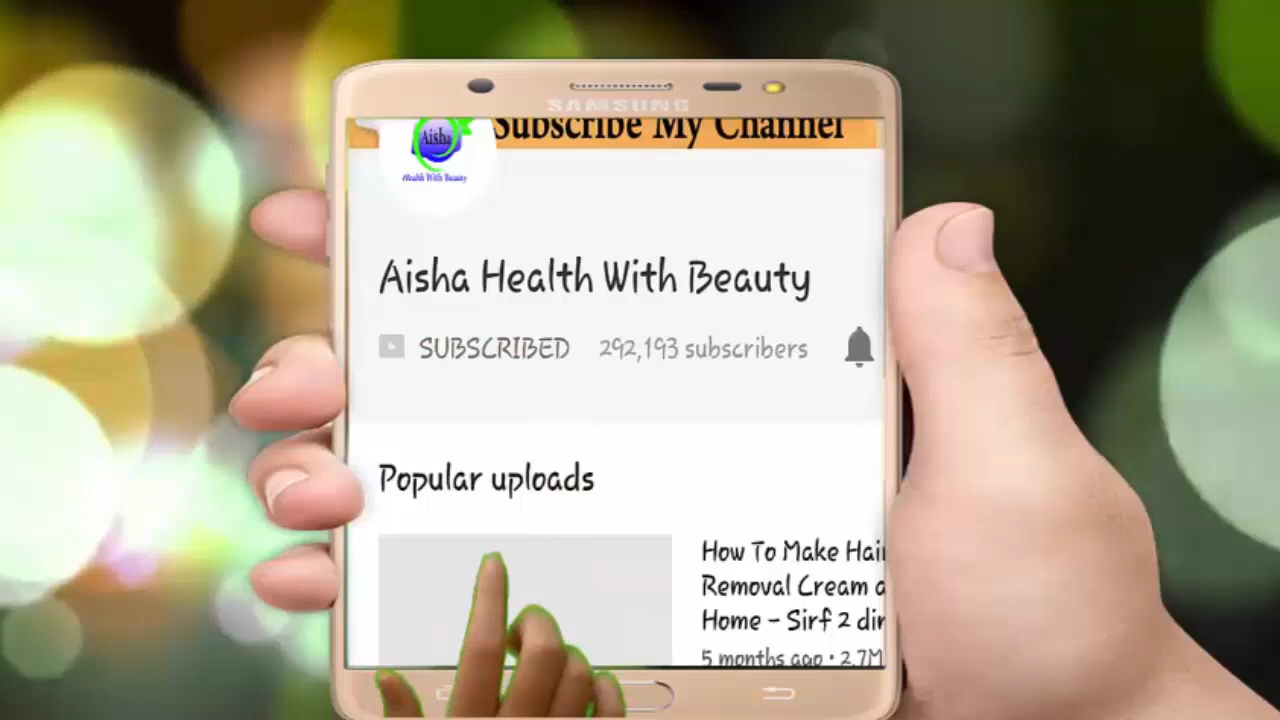 SAMSUNG
Subscribe My Channel
Aisha
Health With Beauty
Aisha Health With Beauty
SUBSCRIBED 292,193 subscribers
Popular uploads
How To Make Hai
Removal Cream a
Home - Sirf 2 din
5 months ago • 2.7M